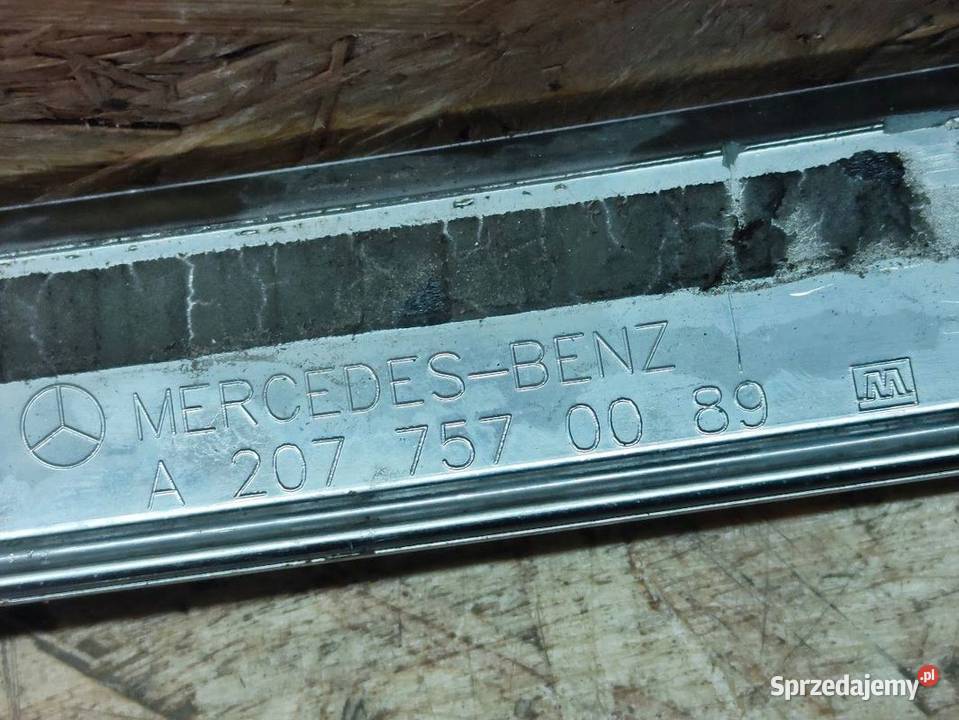 MERCEDES-BENZ
A 207 757 00 89
M
Sprzedajemy.pl